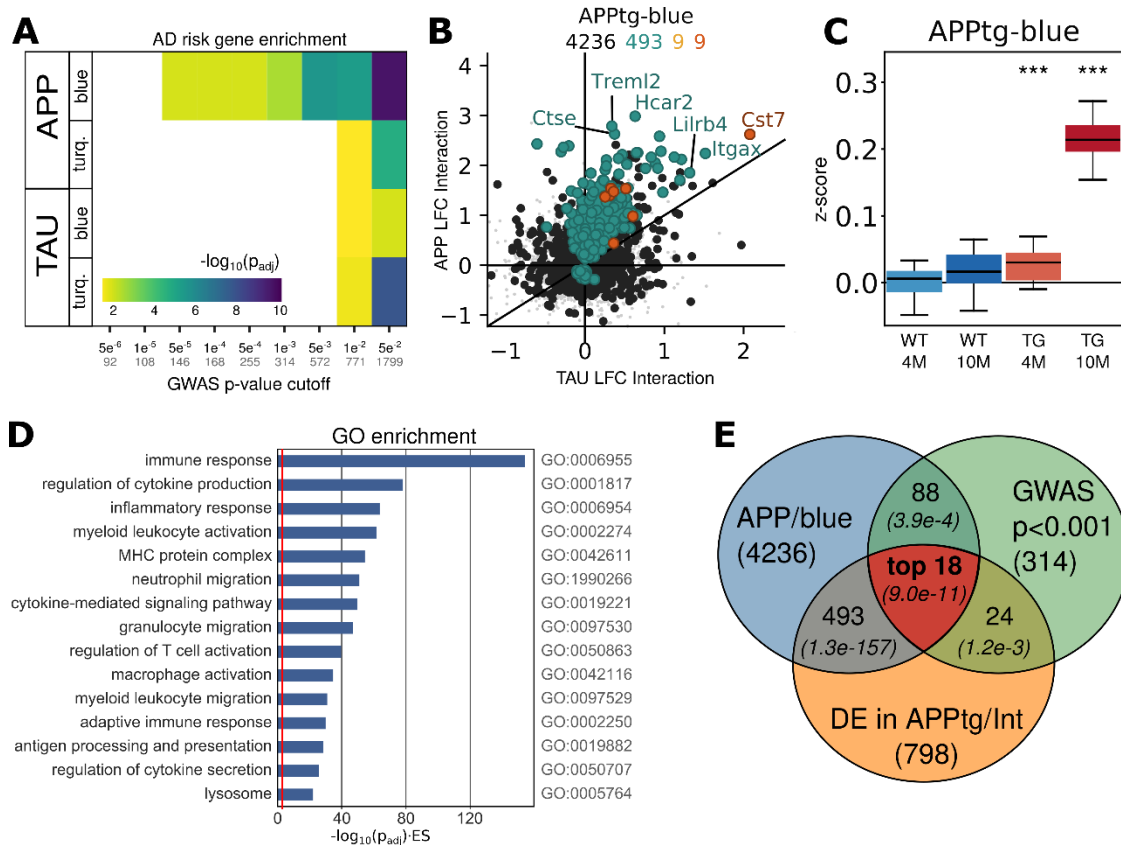 A
AD risk gene enrichment
APP
blue
turq.
TAU
blue
turq.
-log10(padj)
2 4 6 8 10
5e-6 1e-5 5e-5 1e-4 5e-4 1e-3 5e-3 1e-2 5e-2
92 108 146 168 255 314 572 771 1799
GWAS p-value cutoff
B
APPtg-blue
4236 493 9 9
APP LFC Interaction
4
3
2
1
0
−1
Treml2
Hcar2
Ctse
Lilrb4
Cst7
Itgax
−1 0 1 2
TAU LFC Interaction
C
APPtg-blue
*** ***
z-score
0.3
0.2
0.1
0.0
WT WT TG TG
4M 10M 4M 10M
D
GO enrichment
immune response GO:0006955
regulation of cytokine production GO:0001817
inflammatory response GO:0006954
myeloid leukocyte activation GO:0002274
MHC protein complex GO:0042611
neutrophil migration GO:1990266
cytokine-mediated signaling pathway GO:0019221
granulocyte migration GO:0097530
regulation of T cell activation GO:0050863
macrophage activation GO:0042116
myeloid leukocyte migration GO:0097529
adaptive immune response GO:0002250
antigen processing and presentation GO:0019882
regulation of cytokine secretion GO:0050707
lysosome GO:0005764
0 40 80 120
-log10(padj)·ES
E
APP/blue
(4236)
88
(3.9e-4)
GWAS
p<0.001
(314)
top 18
(9.0e-11)
493
(1.3e-157)
24
(1.2e-3)
DE in APPtg/Int
(798)